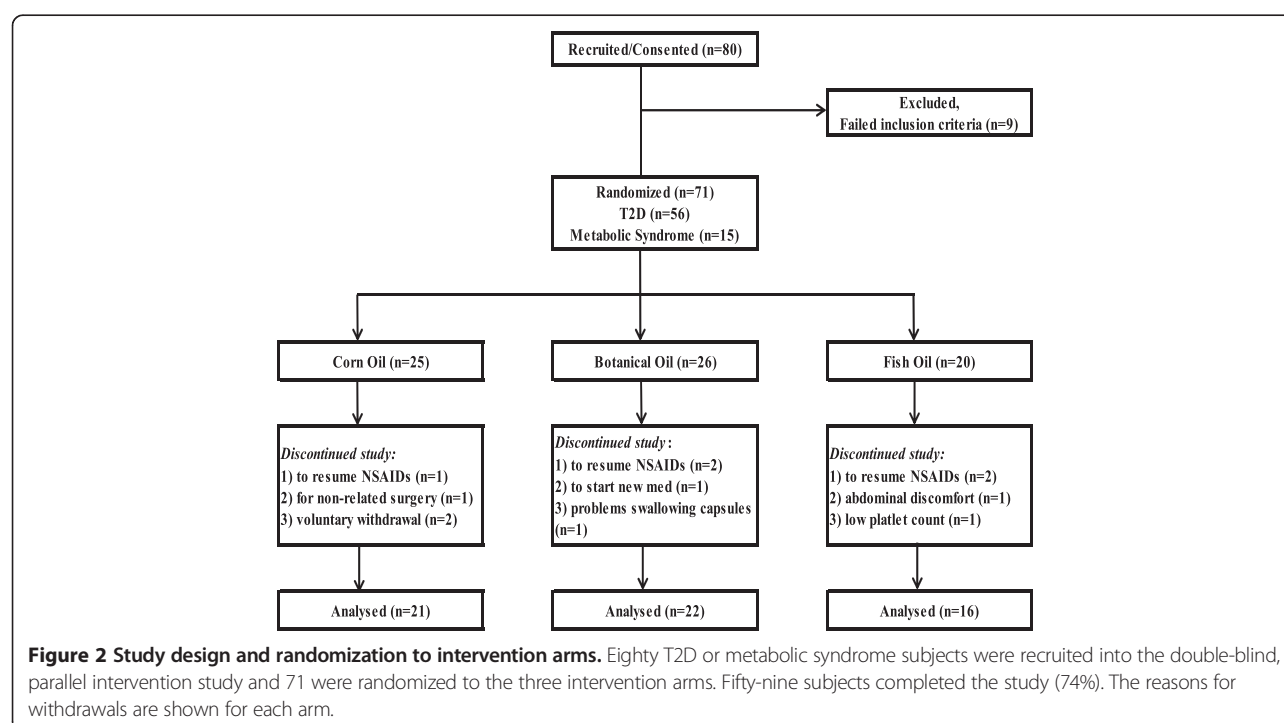 Recruited/Consented (n=80)
Excluded,
Failed inclusion criteria (n=9)
Randomized (n=71)
T2D (n=56)
Metabolic Syndrome (n=15)
Corn Oil (n=25)
Botanical Oil (n=26)
Fish Oil (n=20)
Discontinued study:
1) to resume NSAIDs (n=1)
2) for non-related surgery (n=1)
3) voluntary withdrawal (n=2)
Discontinued study :
1) to resume NSAIDs (n=2)
2) to start new med (n=1)
3) problems swallowing capsules
(n=1)
Discontinued study:
1) to resume NSAIDs (n=2)
2) abdominal discomfort (n=1)
3) low platlet count (n=1)
Analysed (n=21)
Analysed (n=22)
Analysed (n=16)
Figure 2 Study design and randomization to intervention arms. Eighty T2D or metabolic syndrome subjects were recruited into the double-blind,
parallel intervention study and 71 were randomized to the three intervention arms. Fifty-nine subjects completed the study (74%). The reasons for
withdrawals are shown for each arm.